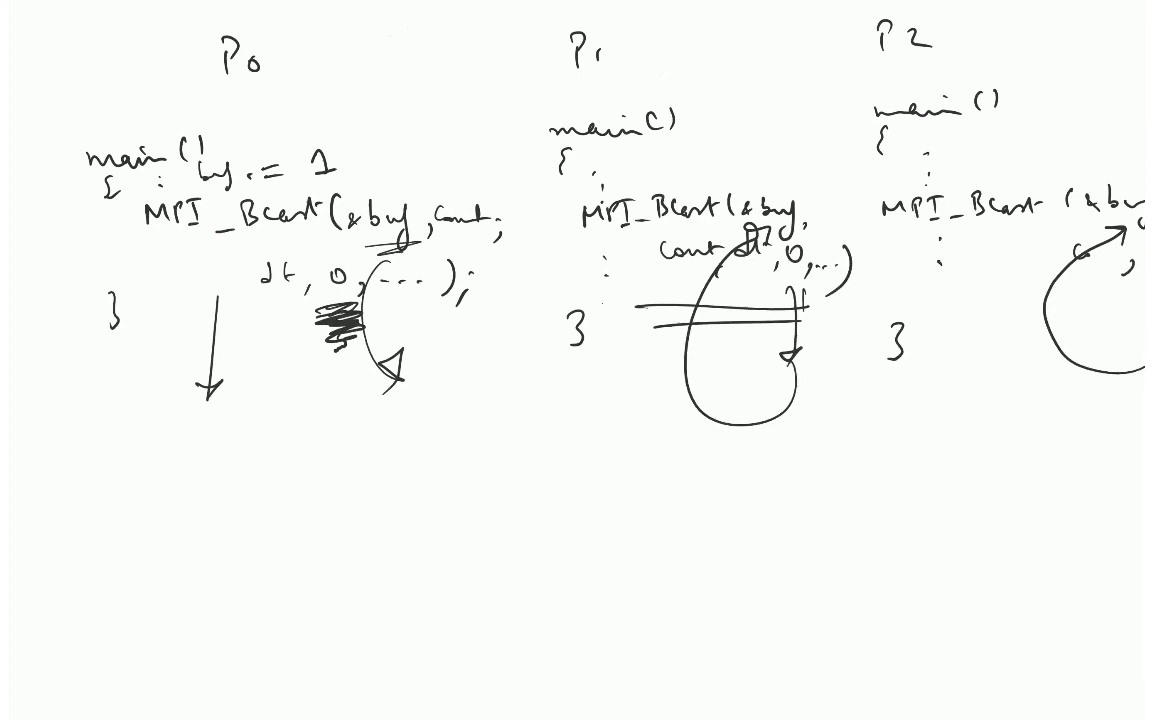 P0
main()
{ : buf = 1
MPI_Bcast(&buf, count,
dt, 0, ...);
}
P1
main()
{ :
MPI_Bcast(&buf,
count, dt, 0, ...)
:
}
P2
main()
{
:
MPI_Bcast (&bu
:
c ,
}